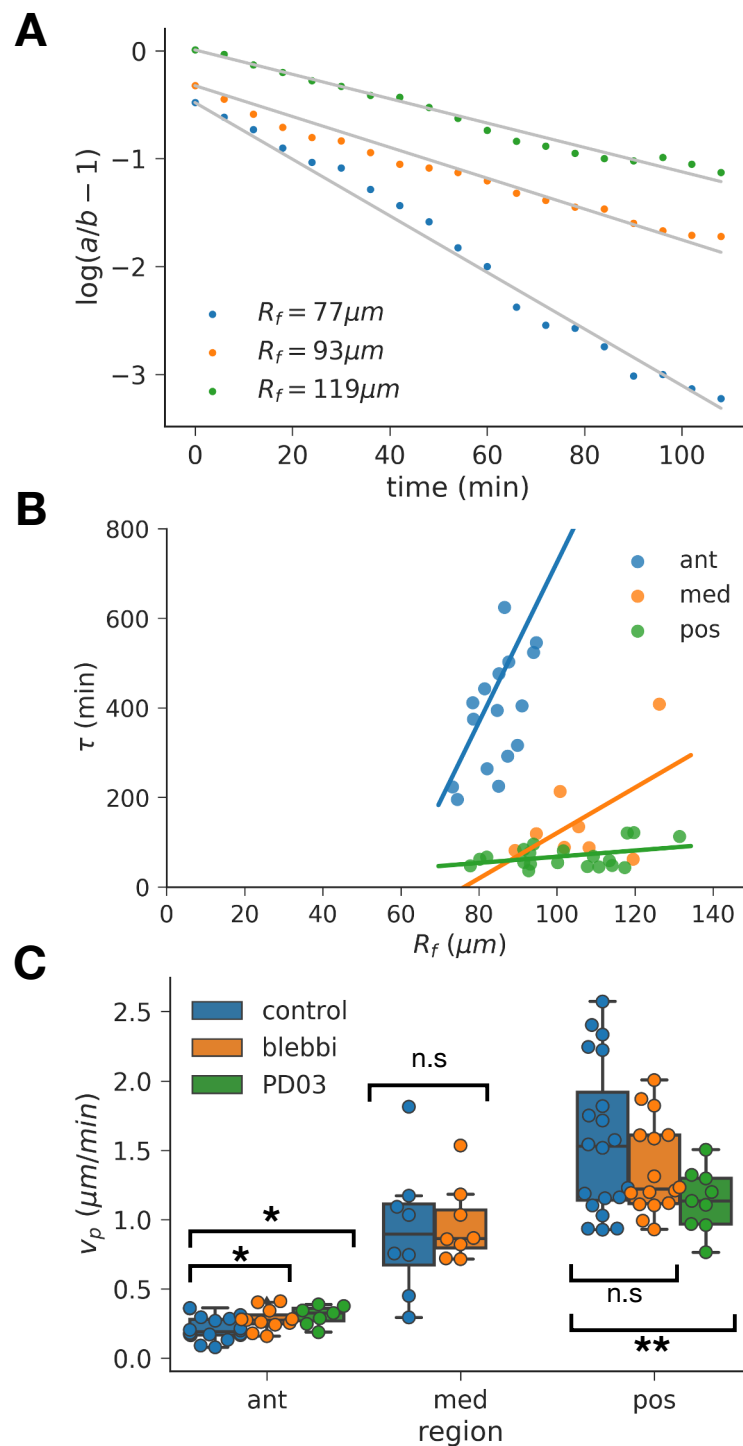 A
0
−1
−2
−3
log(a/b − 1)
R_f = 77μm
R_f = 93μm
R_f = 119μm
0 20 40 60 80 100
time (min)
B
800
600
400
200
0
τ (min)
ant
med
pos
0 20 40 60 80 100 120 140
R_f (μm)
C
2.5
2.0
1.5
1.0
0.5
0.0
v_p (μm/min)
control
blebbi
PD03
n.s
*
*
n.s
**
ant med pos
region